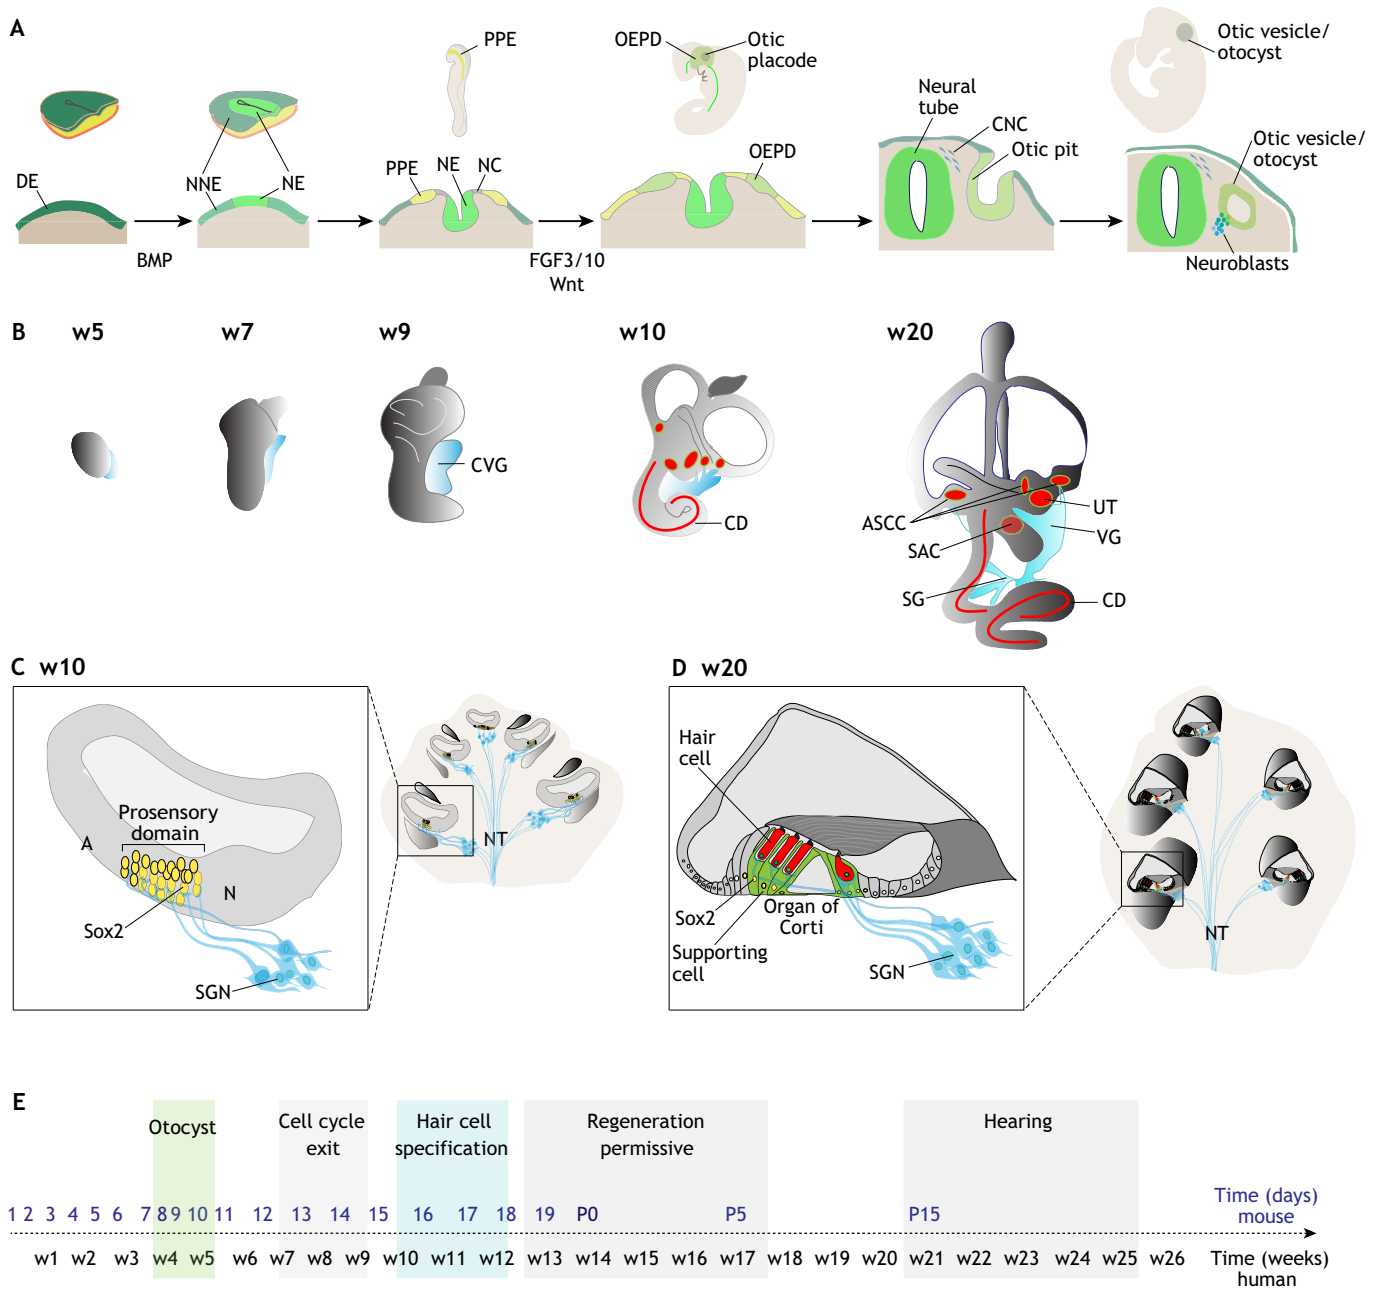 A
DE
BMP
NNE
NE
PPE
PPE
NE
NC
FGF3/10
Wnt
OEPD
Otic
placode
OEPD
Neural
tube
CNC
Otic pit
Otic vesicle/
otocyst
Otic vesicle/
otocyst
Neuroblasts
B
w5
w7
w9
w10
w20
CVG
CD
ASCC
SAC
SG
UT
VG
CD
C w10
Prosensory
domain
A
N
Sox2
SGN
NT
D w20
Hair
cell
Sox2
Organ of
Corti
Supporting
cell
SGN
NT
E
Otocyst
Cell cycle
exit
Hair cell
specification
Regeneration
permissive
Hearing
1 2 3 4 5 6 7 8 9 10 11 12 13 14 15 16 17 18 19 P0 P5 P15
Time (days)
mouse
w1 w2 w3 w4 w5 w6 w7 w8 w9 w10 w11 w12 w13 w14 w15 w16 w17 w18 w19 w20 w21 w22 w23 w24 w25 w26
Time (weeks)
human